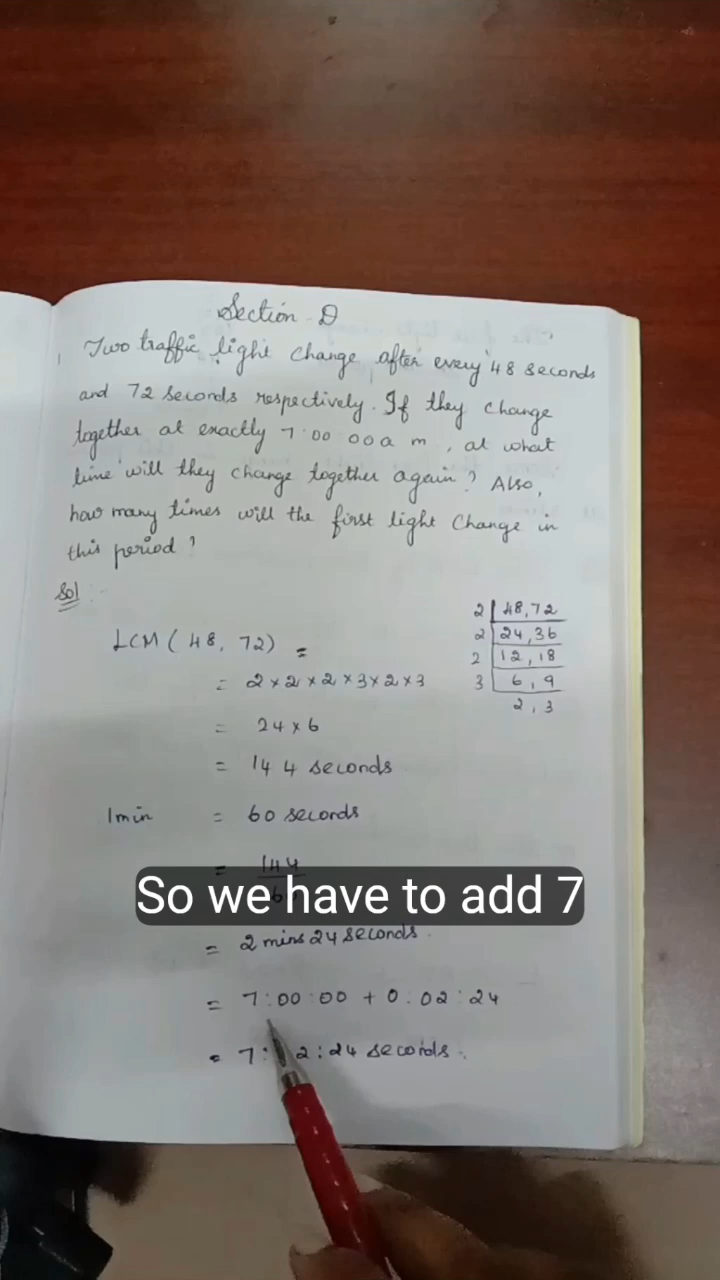 Section - D
1 Two traffic light change after every 48 seconds
and 72 seconds respectively. If they change
together at exactly 7:00:00 a m, at what
time will they change together again? Also,
how many times will the first light change in
this period?
Sol
LCM (48, 72) =
= 2 × 2 × 2 × 3 × 2 × 3
= 24 × 6
= 144 seconds
2 | 48, 72
2 | 24, 36
2 | 12, 18
3 | 6, 9
2, 3
1min = 60 seconds
= 144
So we have to add 7
= 2 mins 24 seconds.
= 7:00:00 + 0:02:24
= 7: 2:24 seconds.